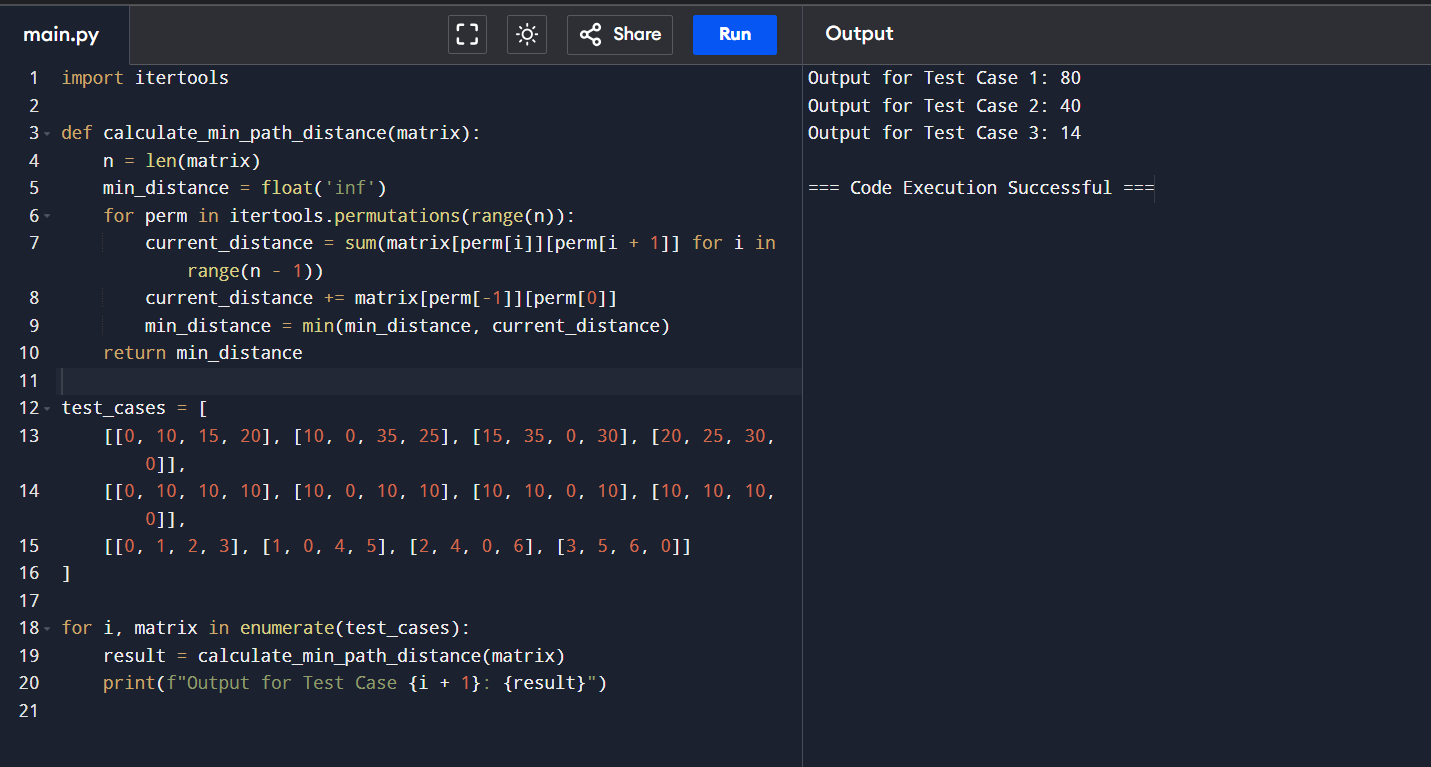 main.py
Share
Run
Output
1 import itertools
2
3 def calculate_min_path_distance(matrix):
4     n = len(matrix)
5     min_distance = float('inf')
6     for perm in itertools.permutations(range(n)):
7         current_distance = sum(matrix[perm[i]][perm[i + 1]] for i in
            range(n - 1))
8         current_distance += matrix[perm[-1]][perm[0]]
9         min_distance = min(min_distance, current_distance)
10     return min_distance
11
12 test_cases = [
13     [[0, 10, 15, 20], [10, 0, 35, 25], [15, 35, 0, 30], [20, 25, 30,
        0]],
14     [[0, 10, 10, 10], [10, 0, 10, 10], [10, 10, 0, 10], [10, 10, 10,
        0]],
15     [[0, 1, 2, 3], [1, 0, 4, 5], [2, 4, 0, 6], [3, 5, 6, 0]]
16 ]
17
18 for i, matrix in enumerate(test_cases):
19     result = calculate_min_path_distance(matrix)
20     print(f"Output for Test Case {i + 1}: {result}")
21
Output for Test Case 1: 80
Output for Test Case 2: 40
Output for Test Case 3: 14
=== Code Execution Successful ===